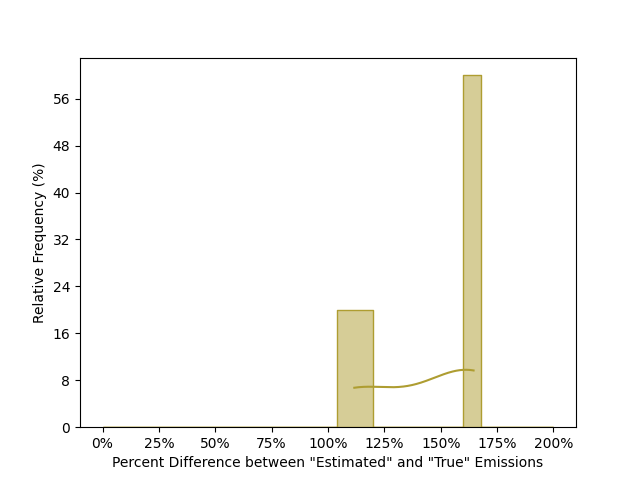 56
48
40
32
24
16
8
0
Relative Frequency (%)
0% 25% 50% 75% 100% 125% 150% 175% 200%
Percent Difference between "Estimated" and "True" Emissions